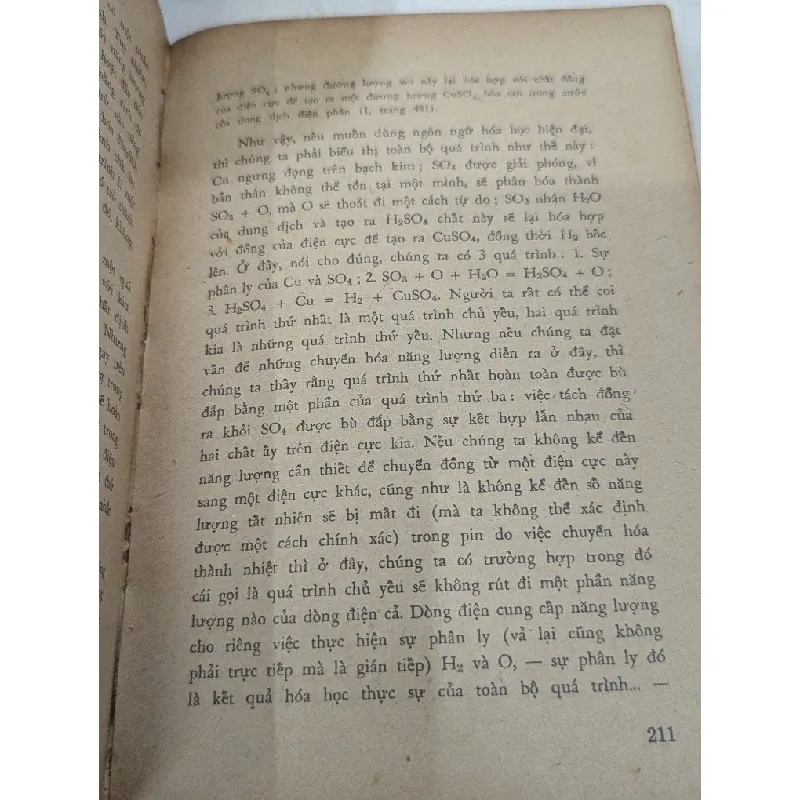 có một phần
lượng SO₄ ; nhưng đương lượng sau này lại hóa hợp với chất đồng
của điện cực để tạo ra một đương lượng CuSO₄ hòa tan trong nước
của dung dịch điện phân (I, trang 481).
Như vậy, nếu muốn dùng ngôn ngữ hóa học hiện đại,
thì chúng ta phải biểu thị toàn bộ quá trình như thế này :
Cu ngưng đọng trên bạch kim ; SO₄ được giải phóng, vì
bản thân không thể tồn tại một mình, sẽ phân hóa thành
SO₃ + O, mà O sẽ thoát đi một cách tự do ; SO₃ nhận H₂O
của dung dịch và tạo ra H₂SO₄ chất này sẽ lại hóa hợp
với đồng của điện cực để tạo ra CuSO₄, đồng thời H₂ bốc
lên. Ở đây, nói cho đúng, chúng ta có 3 quá trình : 1. Sự
phân ly của Cu và SO₄ ; 2. SO₃ + O + H₂O = H₂SO₄ + O ;
3. H₂SO₄ + Cu = H₂ + CuSO₄. Người ta rất có thể coi
quá trình thứ nhất là một quá trình chủ yếu, hai quá trình
kia là những quá trình thứ yếu. Nhưng nếu chúng ta đặt
vấn đề những chuyển hóa năng lượng diễn ra ở đây, thì
chúng ta thấy rằng quá trình thứ nhất hoàn toàn được bù
đắp bằng một phần của quá trình thứ ba : việc tách đồng
ra khỏi SO₄ được bù đắp bằng sự kết hợp lẫn nhau của
hai chất ấy trên điện cực kia. Nếu chúng ta không kể đến
năng lượng cần thiết để chuyển đồng từ một điện cực này
sang một điện cực khác, cũng như là không kể đến số năng
lượng tất nhiên sẽ bị mất đi (mà ta không thể xác định
được một cách chính xác) trong pin do việc chuyển hóa
thành nhiệt thì ở đây, chúng ta có trường hợp trong đó
cái gọi là quá trình chủ yếu sẽ không rút đi một phần năng
lượng nào của dòng điện cả. Dòng điện cung cấp năng lượng
cho riêng việc thực hiện sự phân ly (vả lại cũng không
phải trực tiếp mà là gián tiếp) H₂ và O, — sự phân ly đó
là kết quả hóa học thực sự của toàn bộ quá trình... —
211